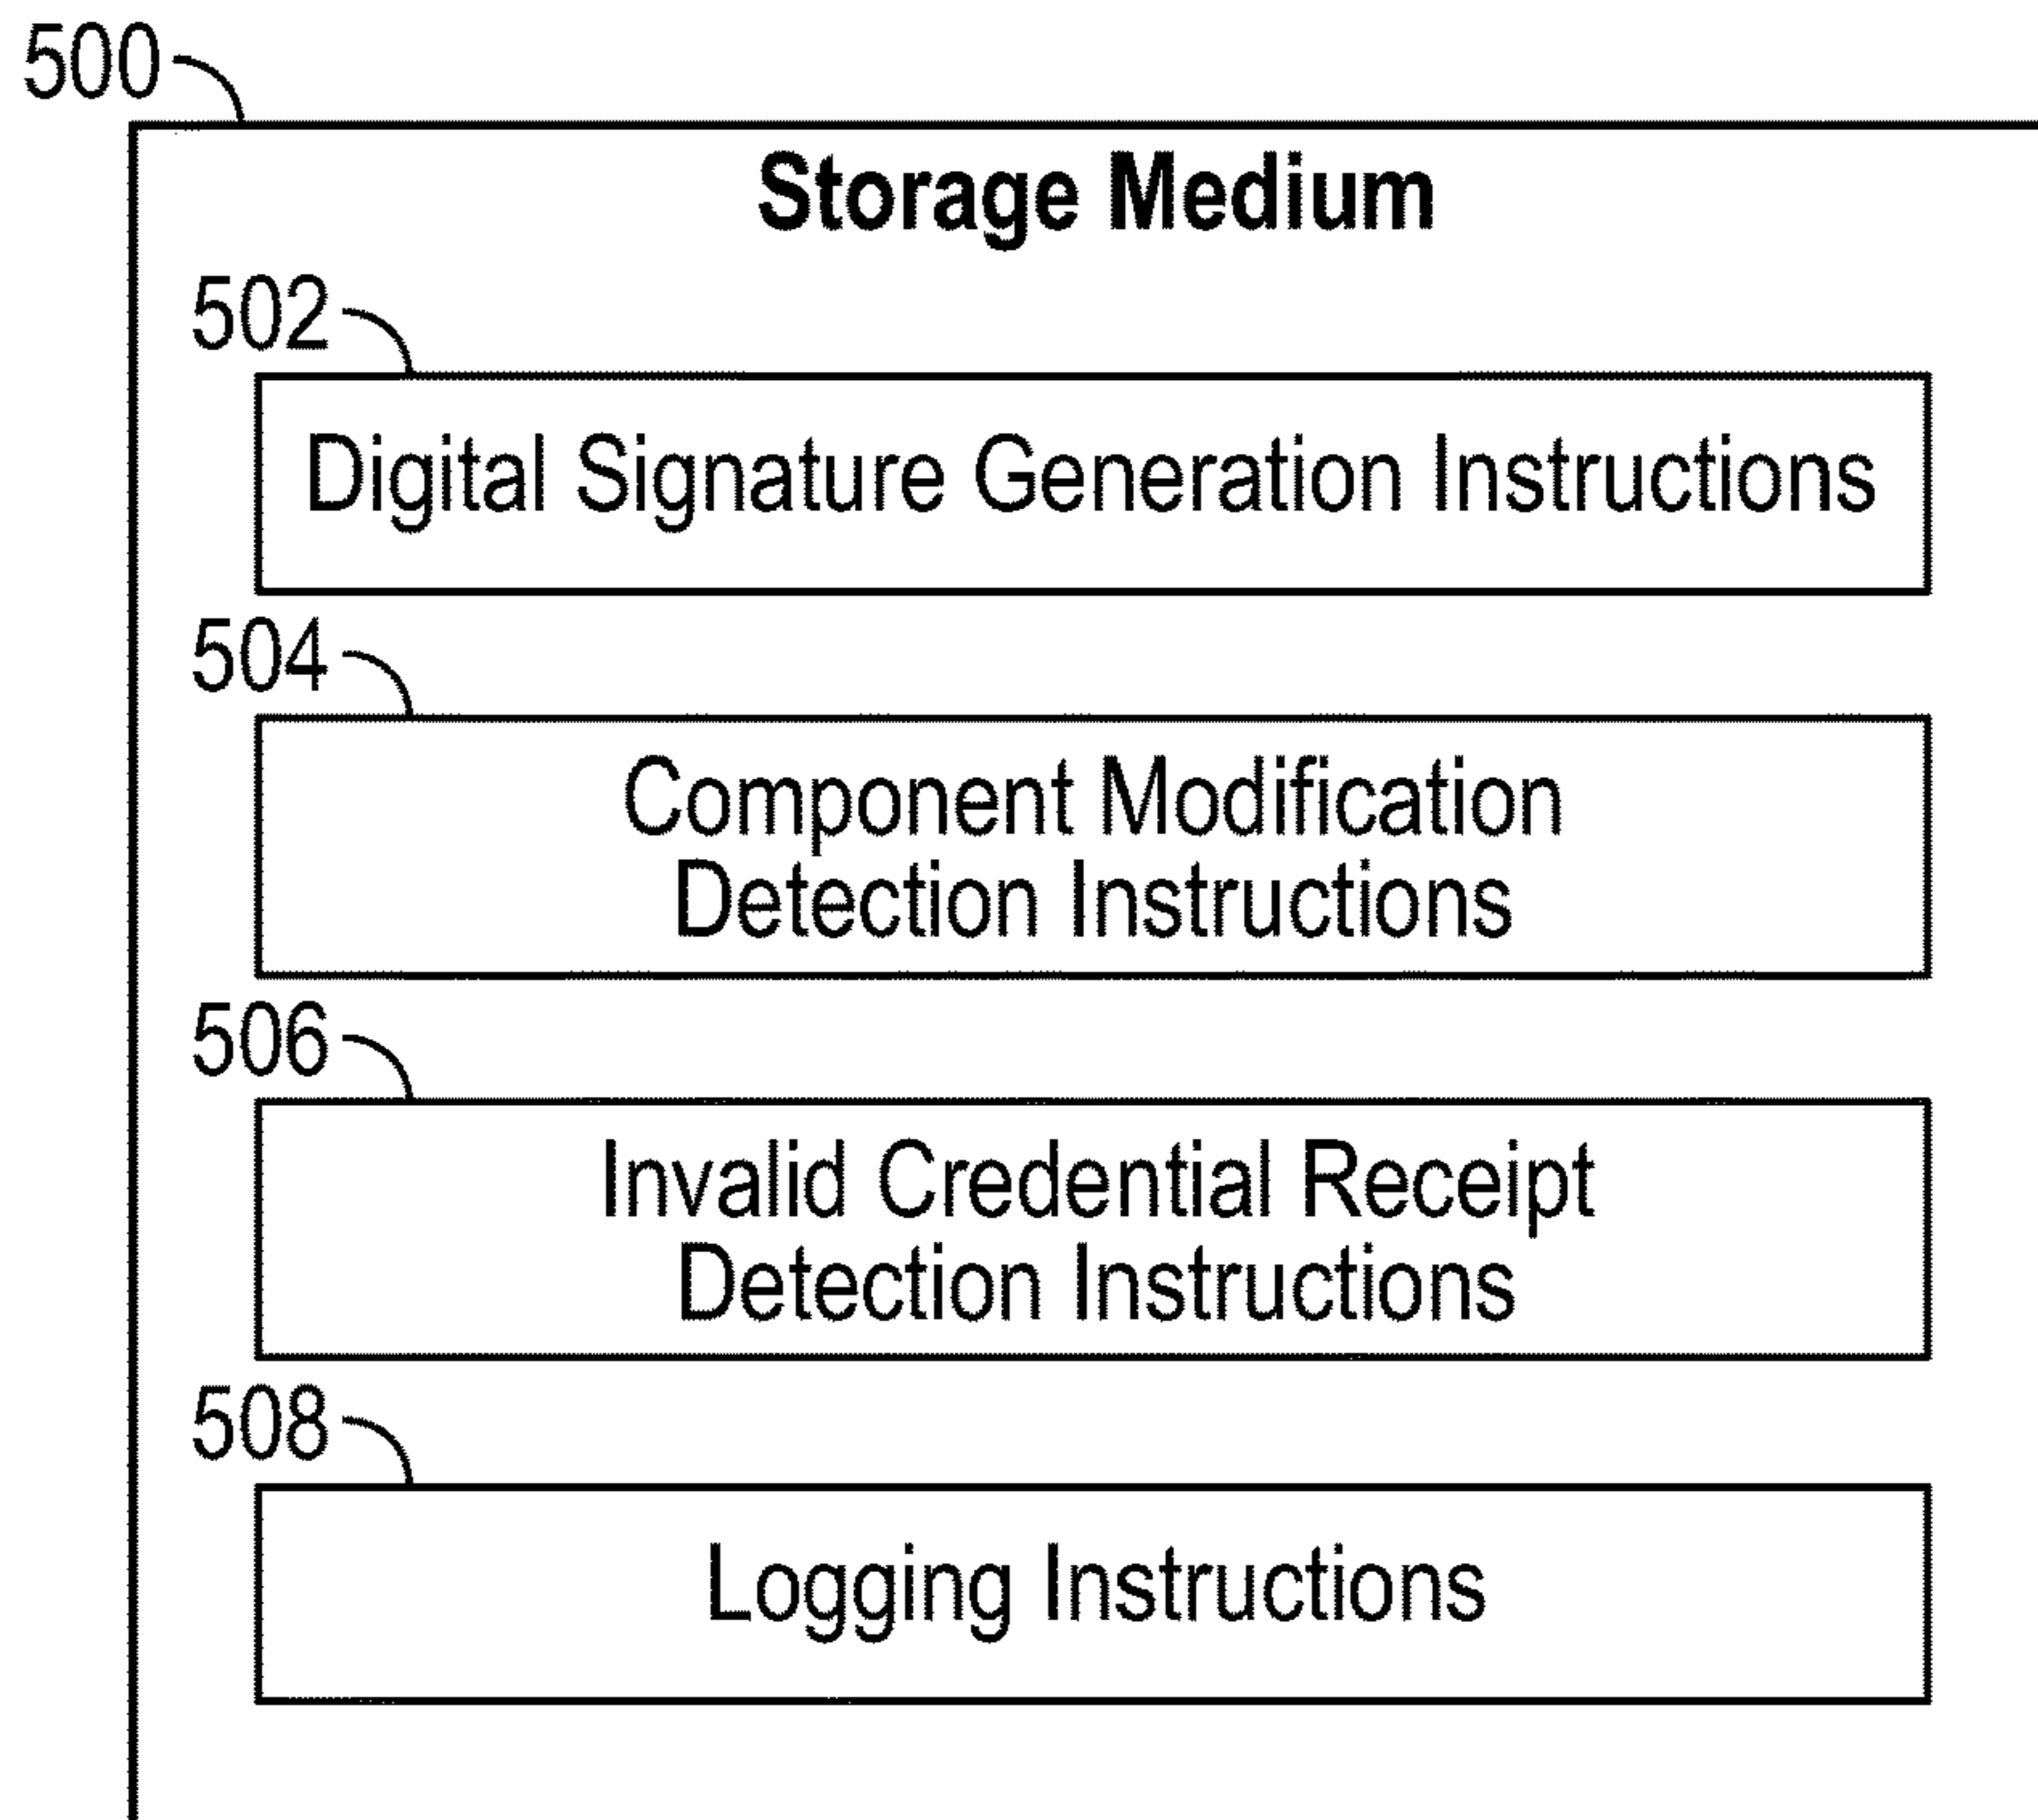 500
Storage Medium
502
Digital Signature Generation Instructions
504
Component Modification
Detection Instructions
506
Invalid Credential Receipt
Detection Instructions
508
Logging Instructions